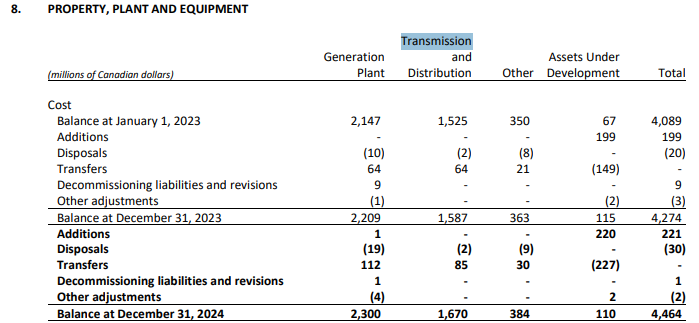 8. PROPERTY, PLANT AND EQUIPMENT
Transmission
Generation and Assets Under
(millions of Canadian dollars) Plant Distribution Other Development Total
Cost
Balance at January 1, 2023 2,147 1,525 350 67 4,089
Additions - - - 199 199
Disposals (10) (2) (8) - (20)
Transfers 64 64 21 (149) -
Decommissioning liabilities and revisions 9 - - - 9
Other adjustments (1) - - (2) (3)
Balance at December 31, 2023 2,209 1,587 363 115 4,274
Additions 1 - - 220 221
Disposals (19) (2) (9) - (30)
Transfers 112 85 30 (227) -
Decommissioning liabilities and revisions 1 - - - 1
Other adjustments (4) - - 2 (2)
Balance at December 31, 2024 2,300 1,670 384 110 4,464